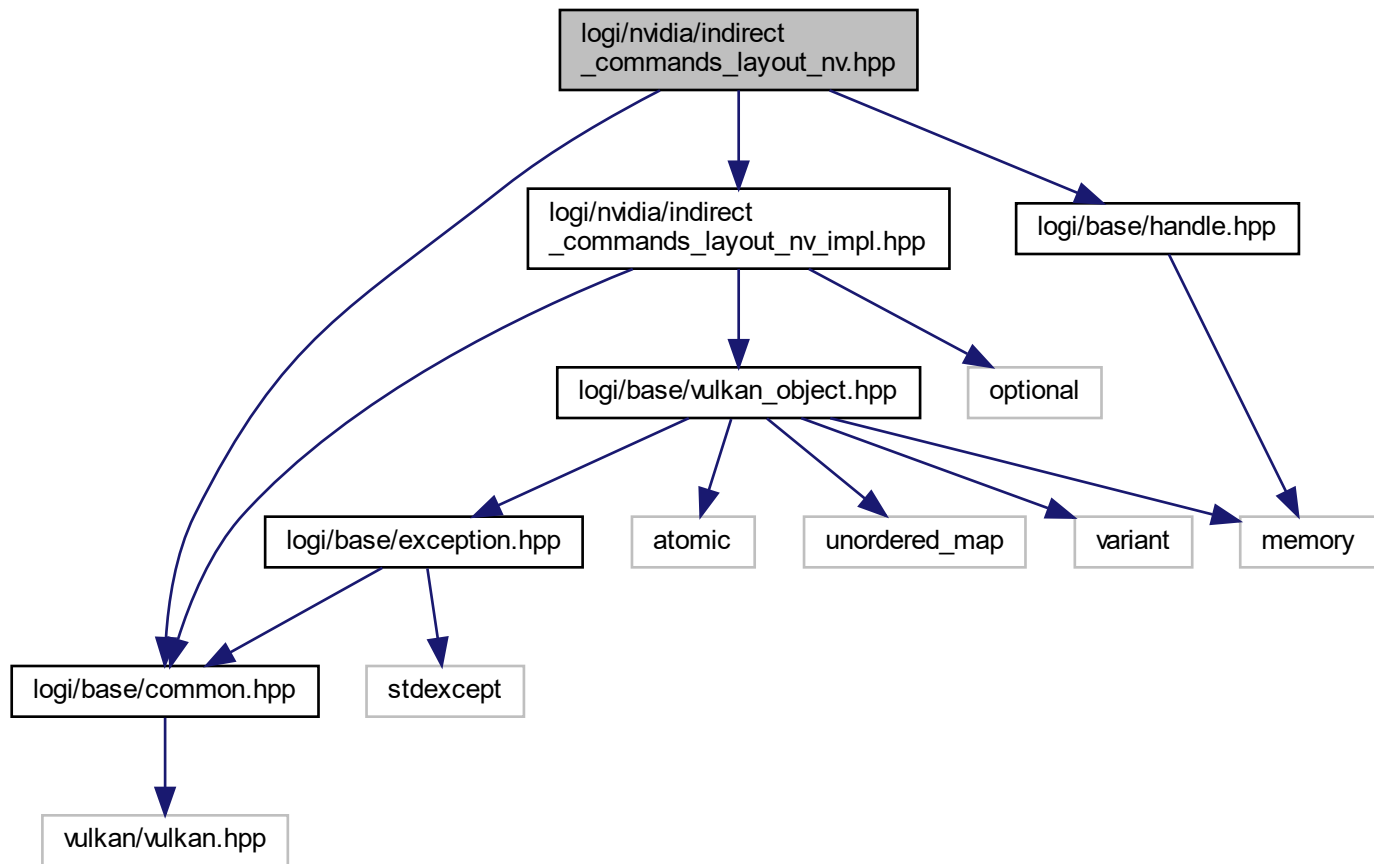 logi/nvidia/indirect
_commands_layout_nv.hpp
logi/nvidia/indirect
_commands_layout_nv_impl.hpp
logi/base/handle.hpp
logi/base/vulkan_object.hpp
optional
logi/base/exception.hpp
atomic
unordered_map
variant
memory
logi/base/common.hpp
stdexcept
vulkan/vulkan.hpp